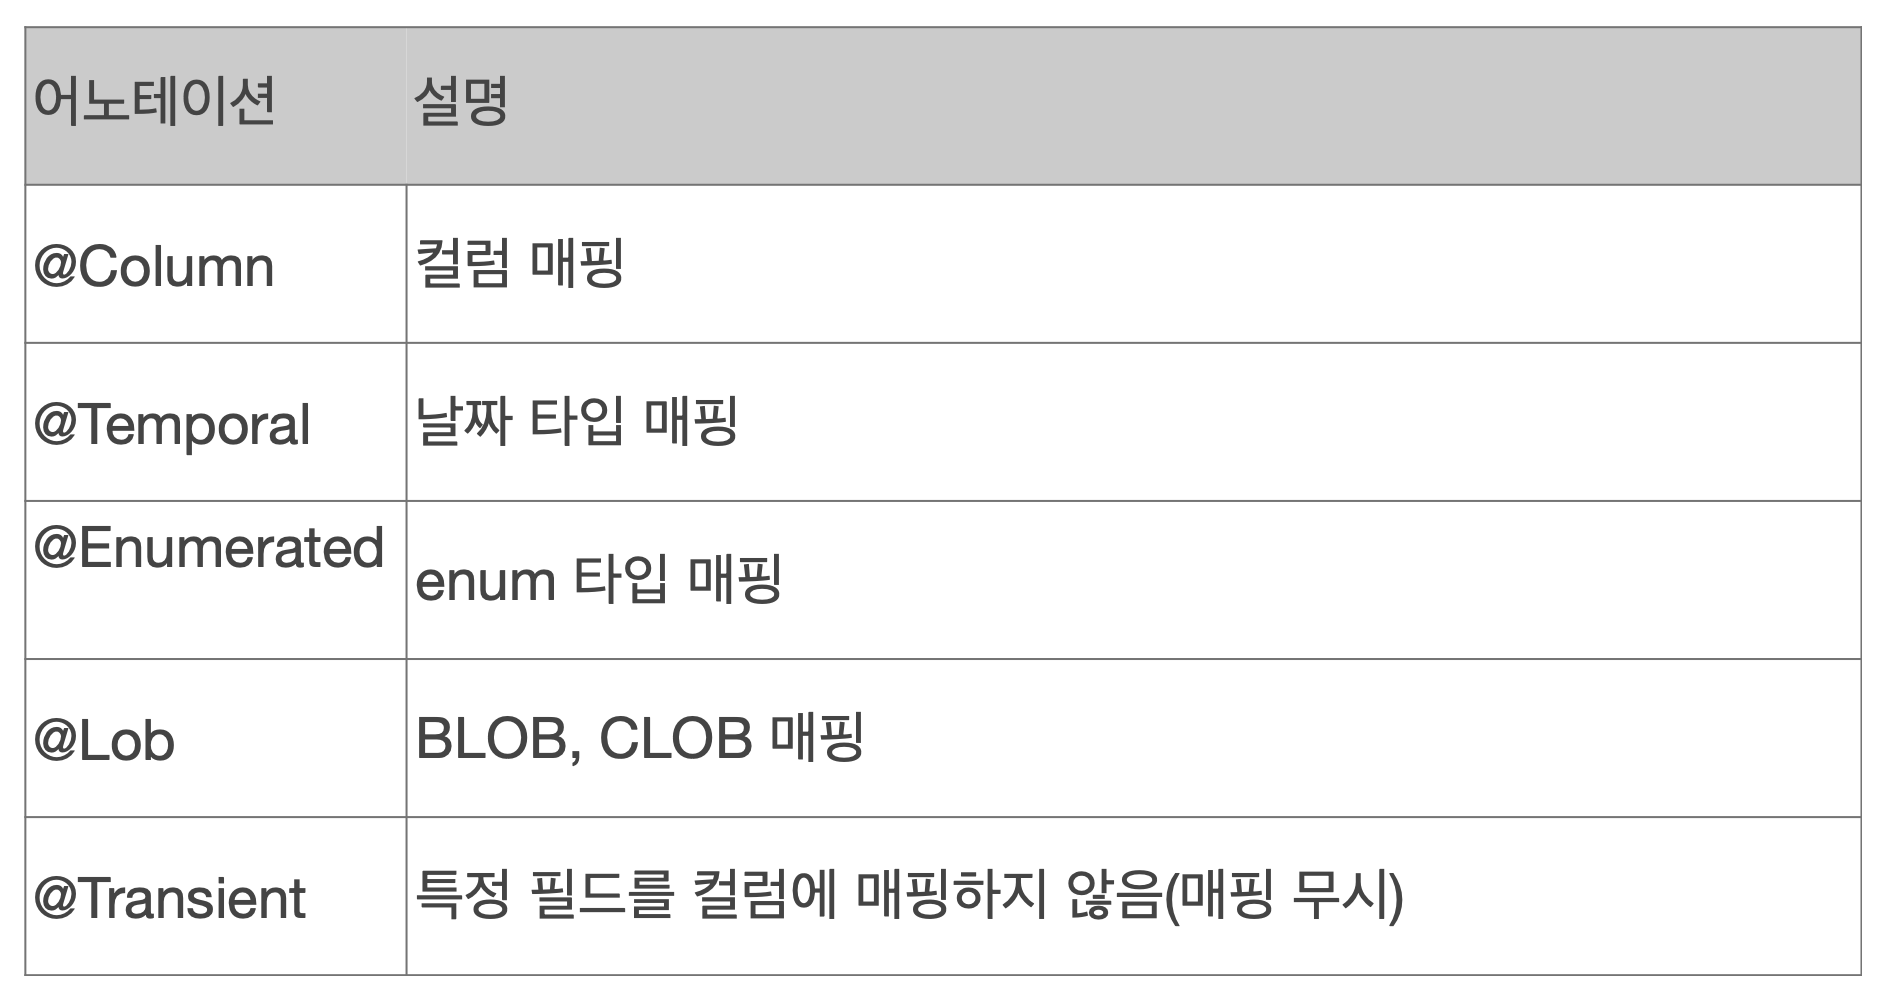 어노테이션 설명
@Column 컬럼 매핑
@Temporal 날짜 타입 매핑
@Enumerated enum 타입 매핑
@Lob BLOB, CLOB 매핑
@Transient 특정 필드를 컬럼에 매핑하지 않음(매핑 무시)